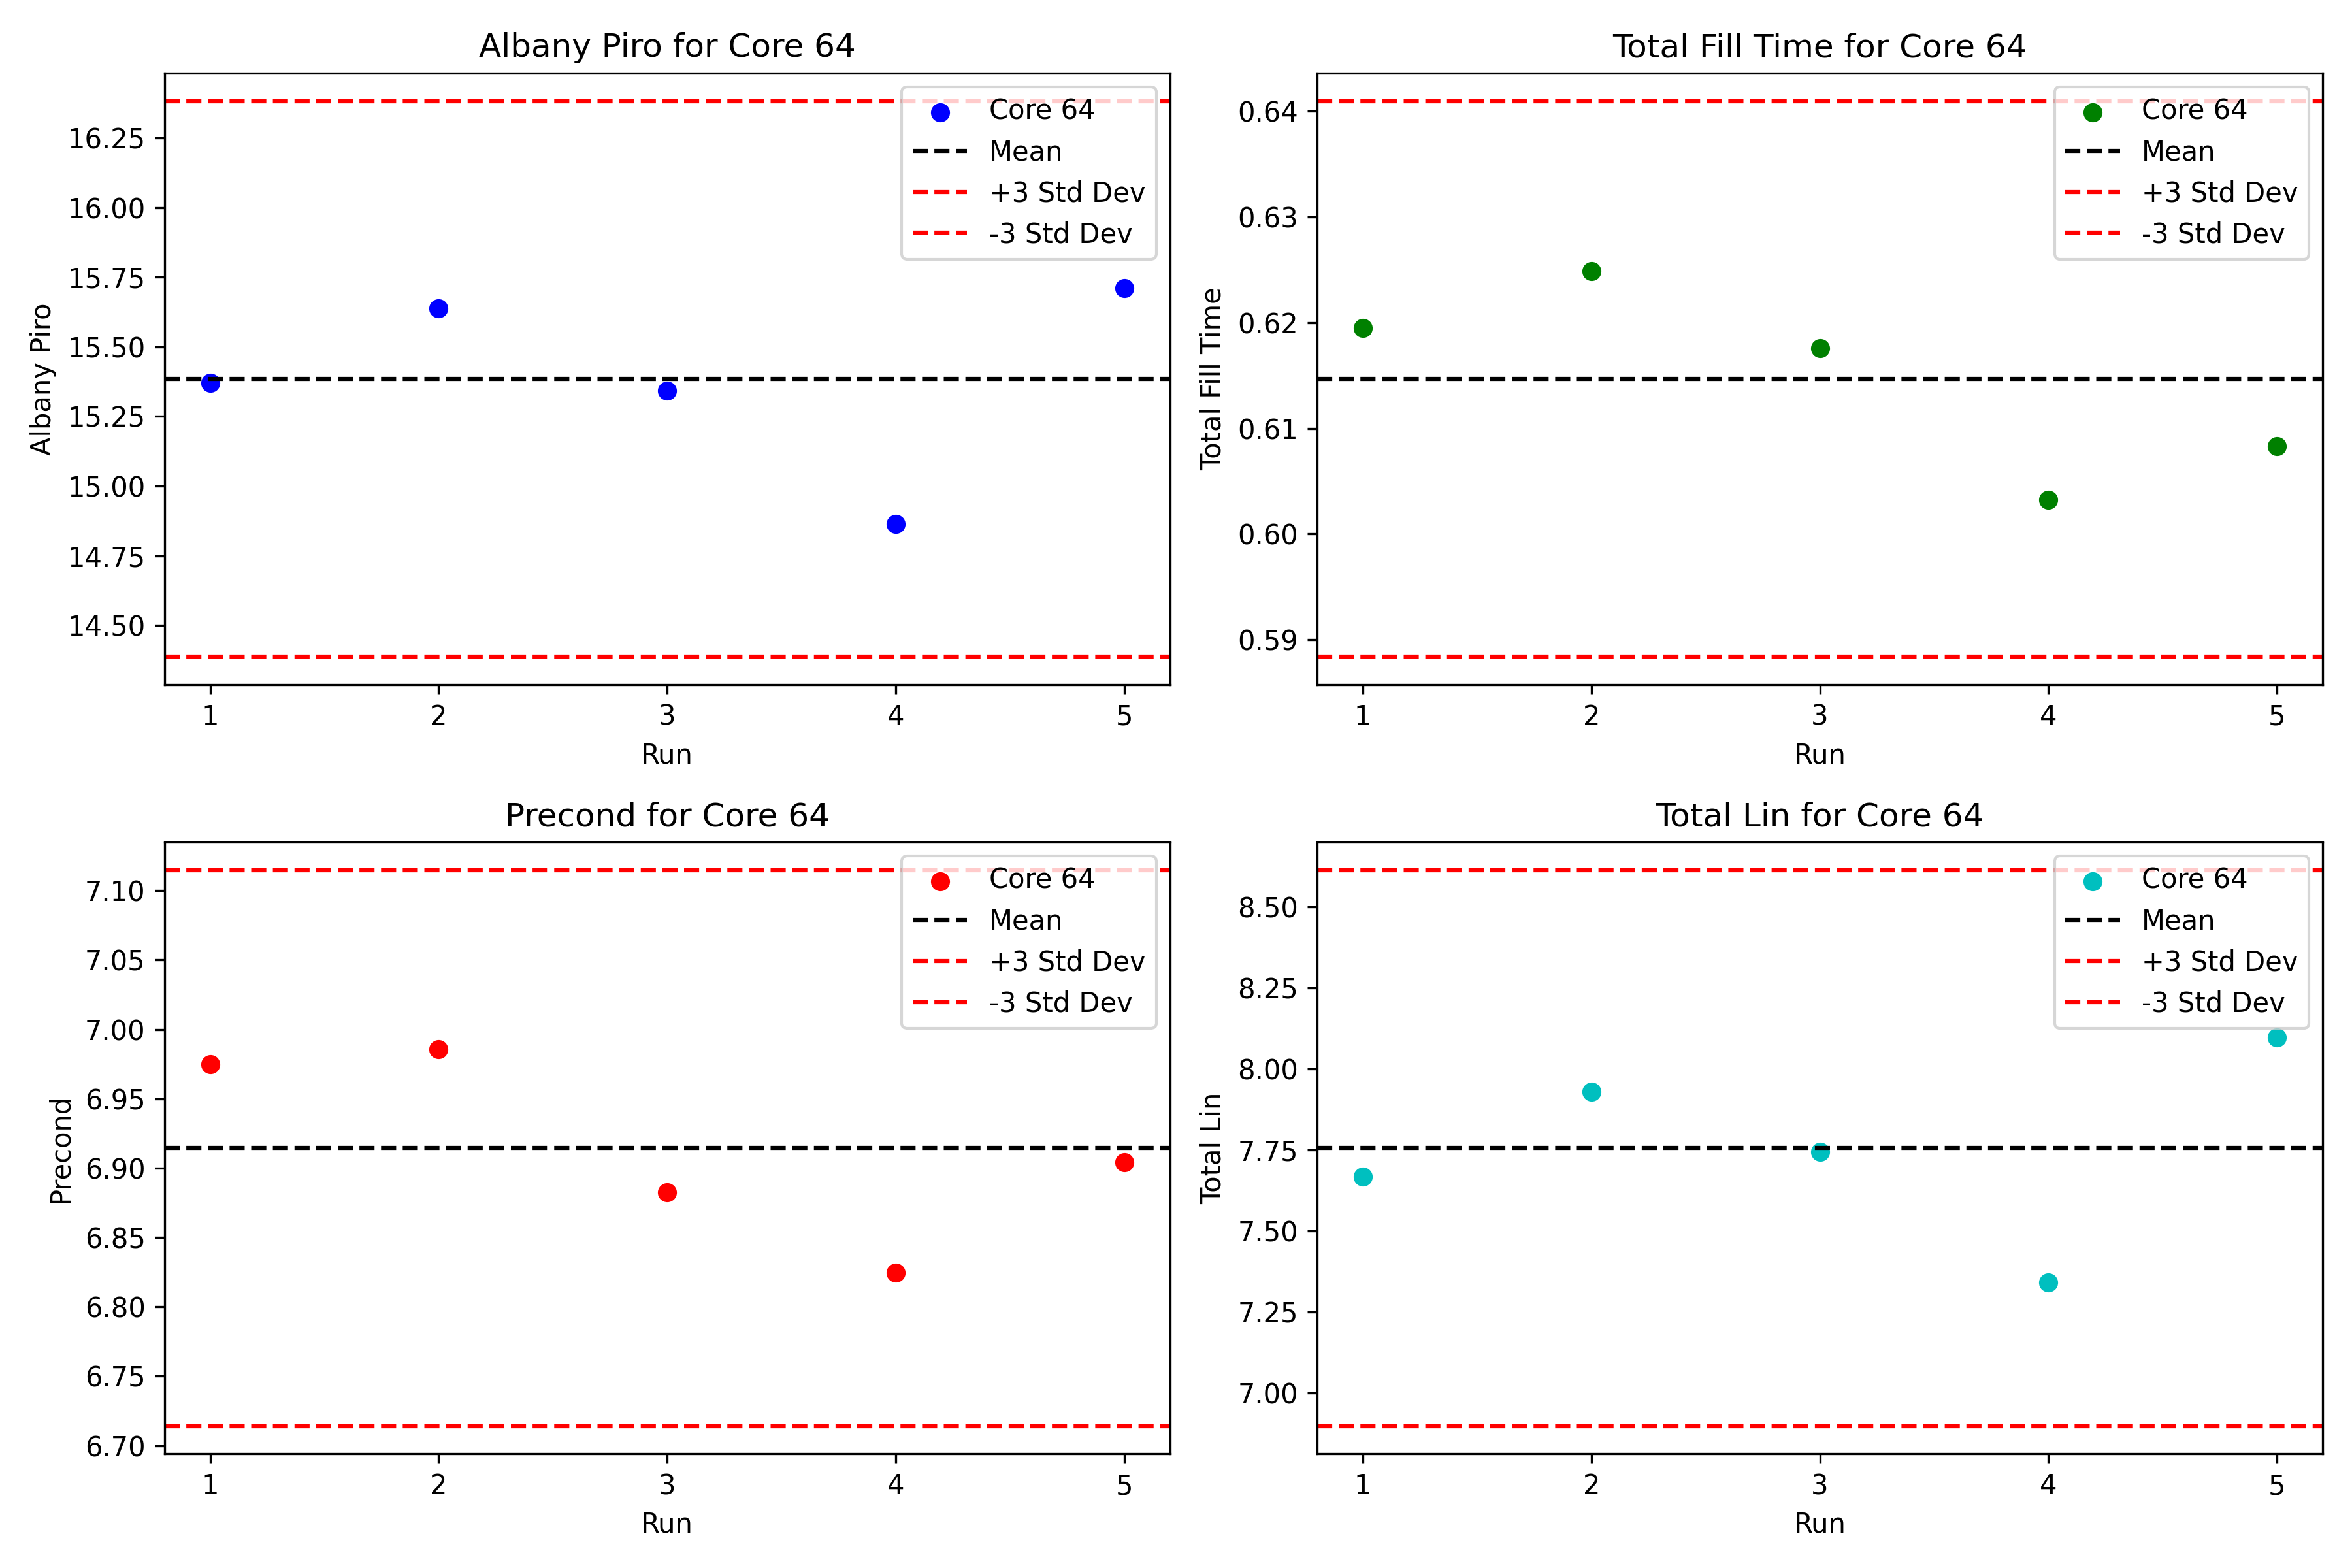 Albany Piro for Core 64
Albany Piro
16.25
16.00
15.75
15.50
15.25
15.00
14.75
14.50
Core 64
Mean
+3 Std Dev
-3 Std Dev
1 2 3 4 5
Run
Total Fill Time for Core 64
Total Fill Time
0.64
0.63
0.62
0.61
0.60
0.59
Core 64
Mean
+3 Std Dev
-3 Std Dev
1 2 3 4 5
Run
Precond for Core 64
Precond
7.10
7.05
7.00
6.95
6.90
6.85
6.80
6.75
6.70
Core 64
Mean
+3 Std Dev
-3 Std Dev
1 2 3 4 5
Run
Total Lin for Core 64
Total Lin
8.50
8.25
8.00
7.75
7.50
7.25
7.00
Core 64
Mean
+3 Std Dev
-3 Std Dev
1 2 3 4 5
Run